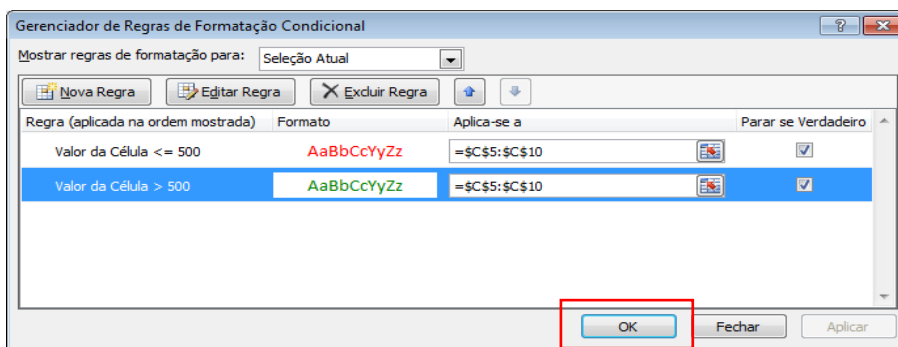 Gerenciador de Regras de Formatação Condicional
Mostrar regras de formatação para: Seleção Atual
Nova Regra Editar Regra Excluir Regra
Regra (aplicada na ordem mostrada) Formato Aplica-se a Parar se Verdadeiro
Valor da Célula <= 500 AaBbCcYyZz =$C$5:$C$10
Valor da Célula > 500 AaBbCcYyZz =$C$5:$C$10
OK Fechar Aplicar